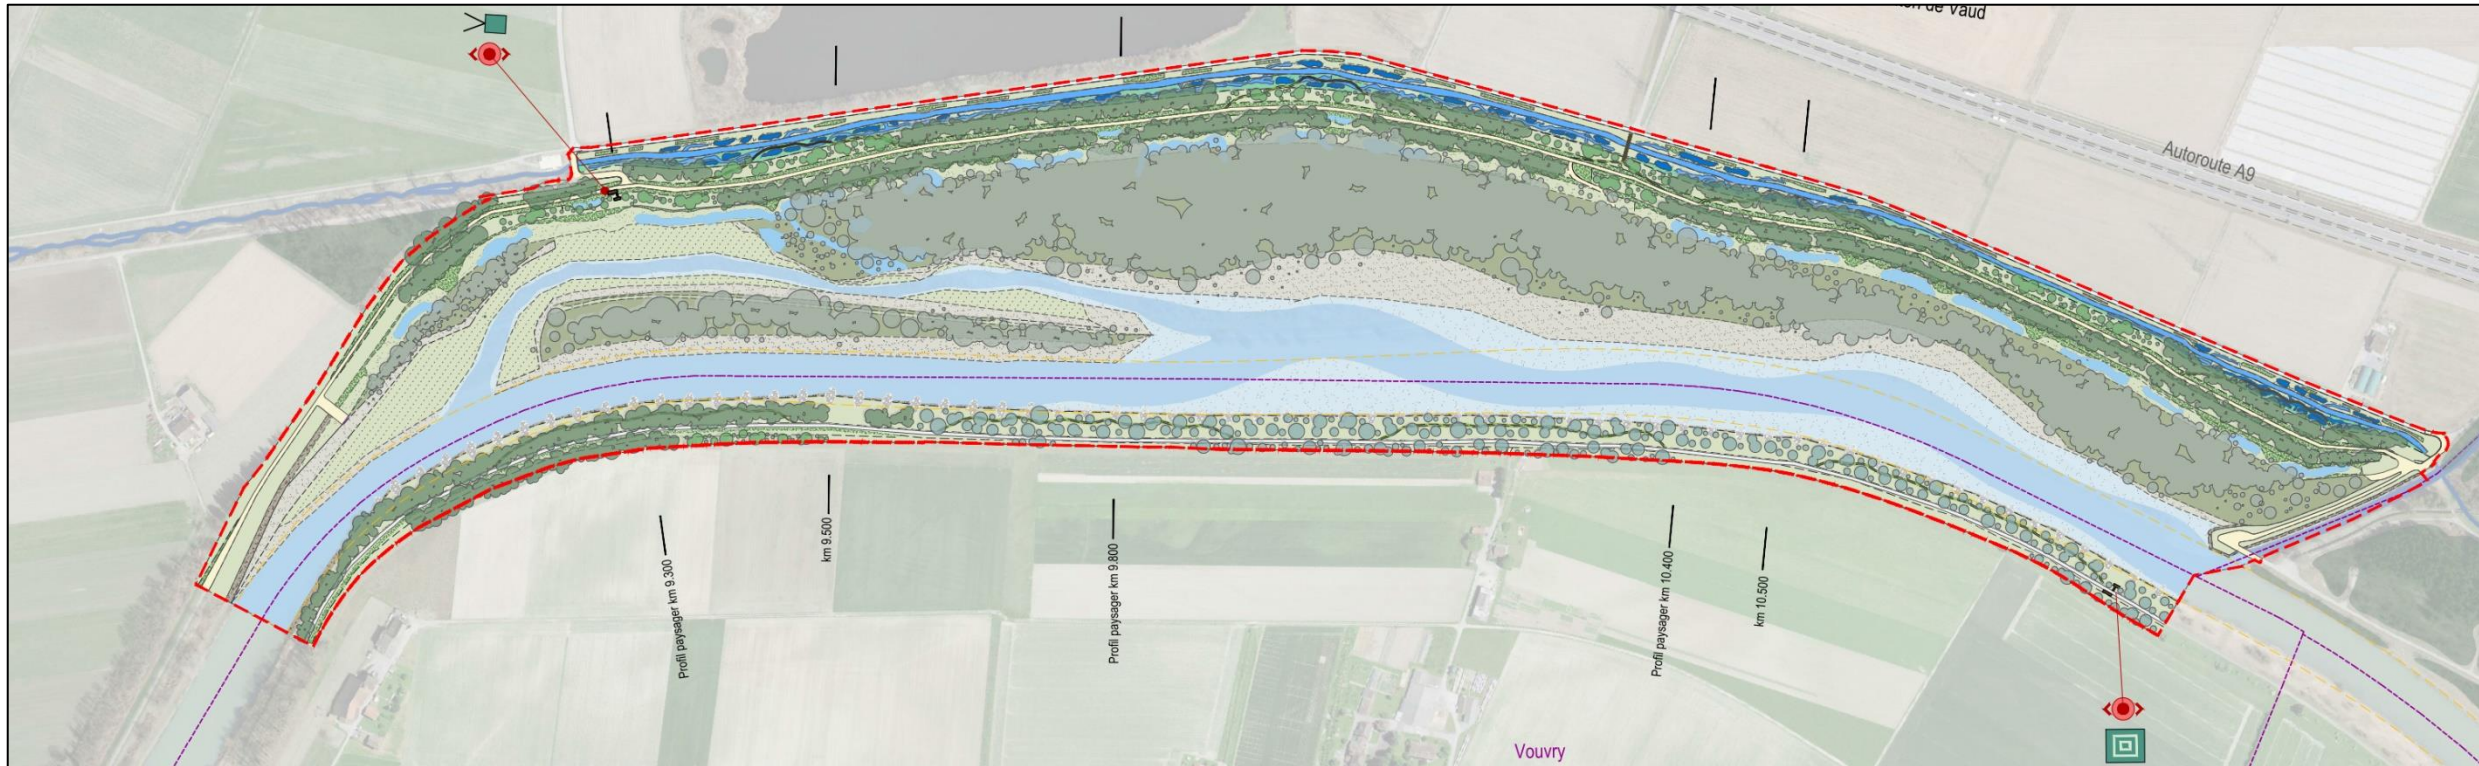 de Vaud
Autoroute A9
km 9.500
Profil paysager km 9.300
Profil paysager km 9.800
Profil paysager km 10.400
km 10.500
Vouvry